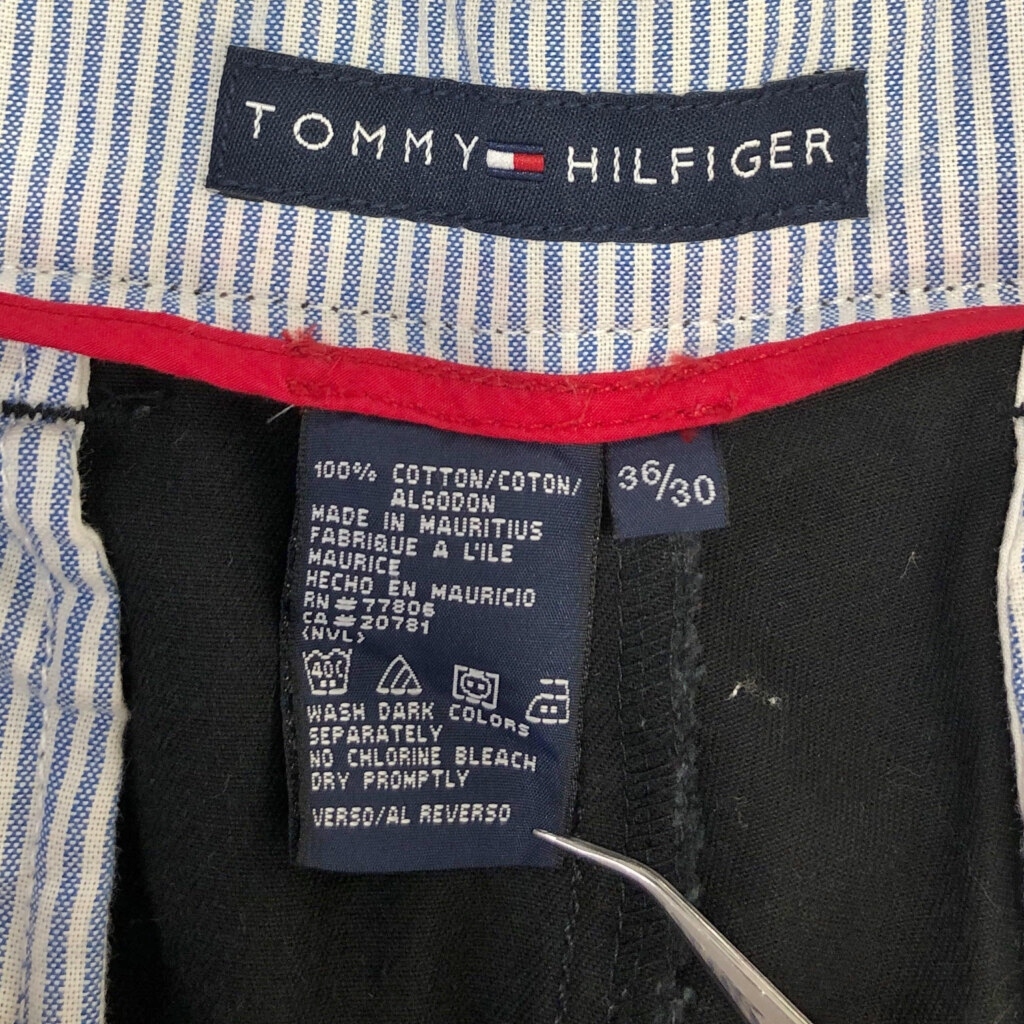 TOMMY HILFIGER
100% COTTON/COTON/
ALGODON
MADE IN MAURITIUS
FABRIQUE A L'ILE
MAURICE
HECHO EN MAURICIO
RN #77806
CA #20781
(NVL)
40C
WASH DARK COLORS
SEPARATELY
NO CHLORINE BLEACH
DRY PROMPTLY
VERSO/AL REVERSO
36/30